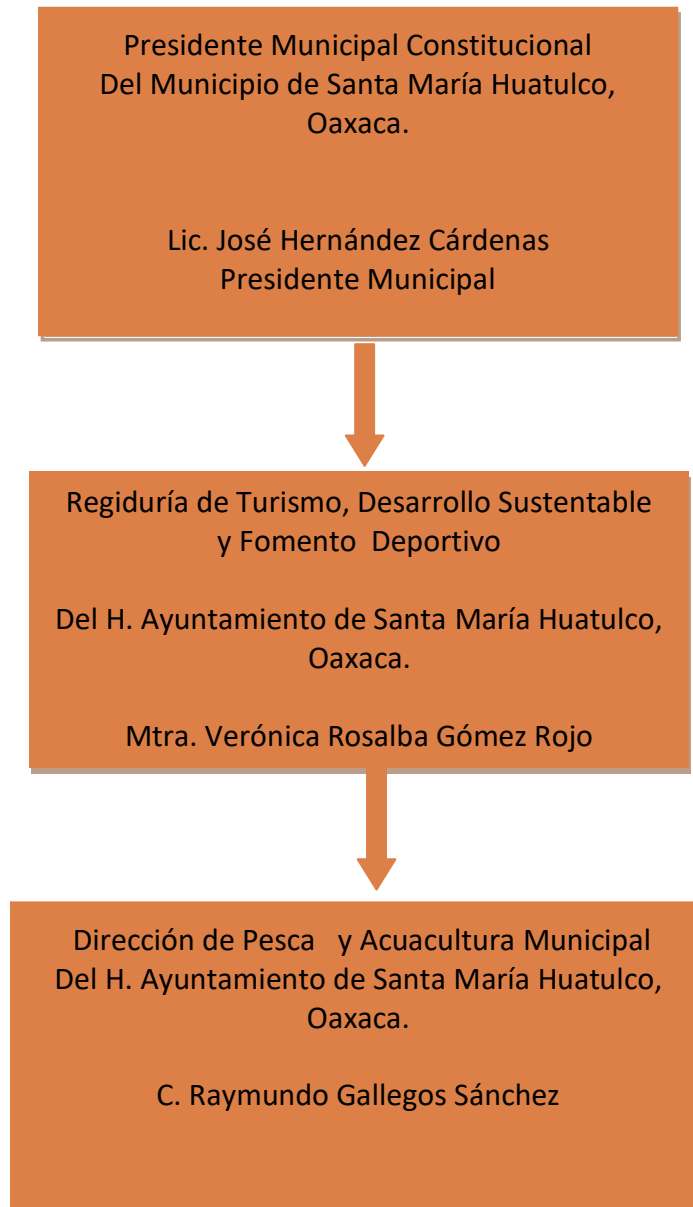 Presidente Municipal Constitucional
Del Municipio de Santa María Huatulco,
Oaxaca.
Lic. José Hernández Cárdenas
Presidente Municipal
Regiduría de Turismo, Desarrollo Sustentable
y Fomento Deportivo
Del H. Ayuntamiento de Santa María Huatulco,
Oaxaca.
Mtra. Verónica Rosalba Gómez Rojo
Dirección de Pesca y Acuacultura Municipal
Del H. Ayuntamiento de Santa María Huatulco,
Oaxaca.
C. Raymundo Gallegos Sánchez